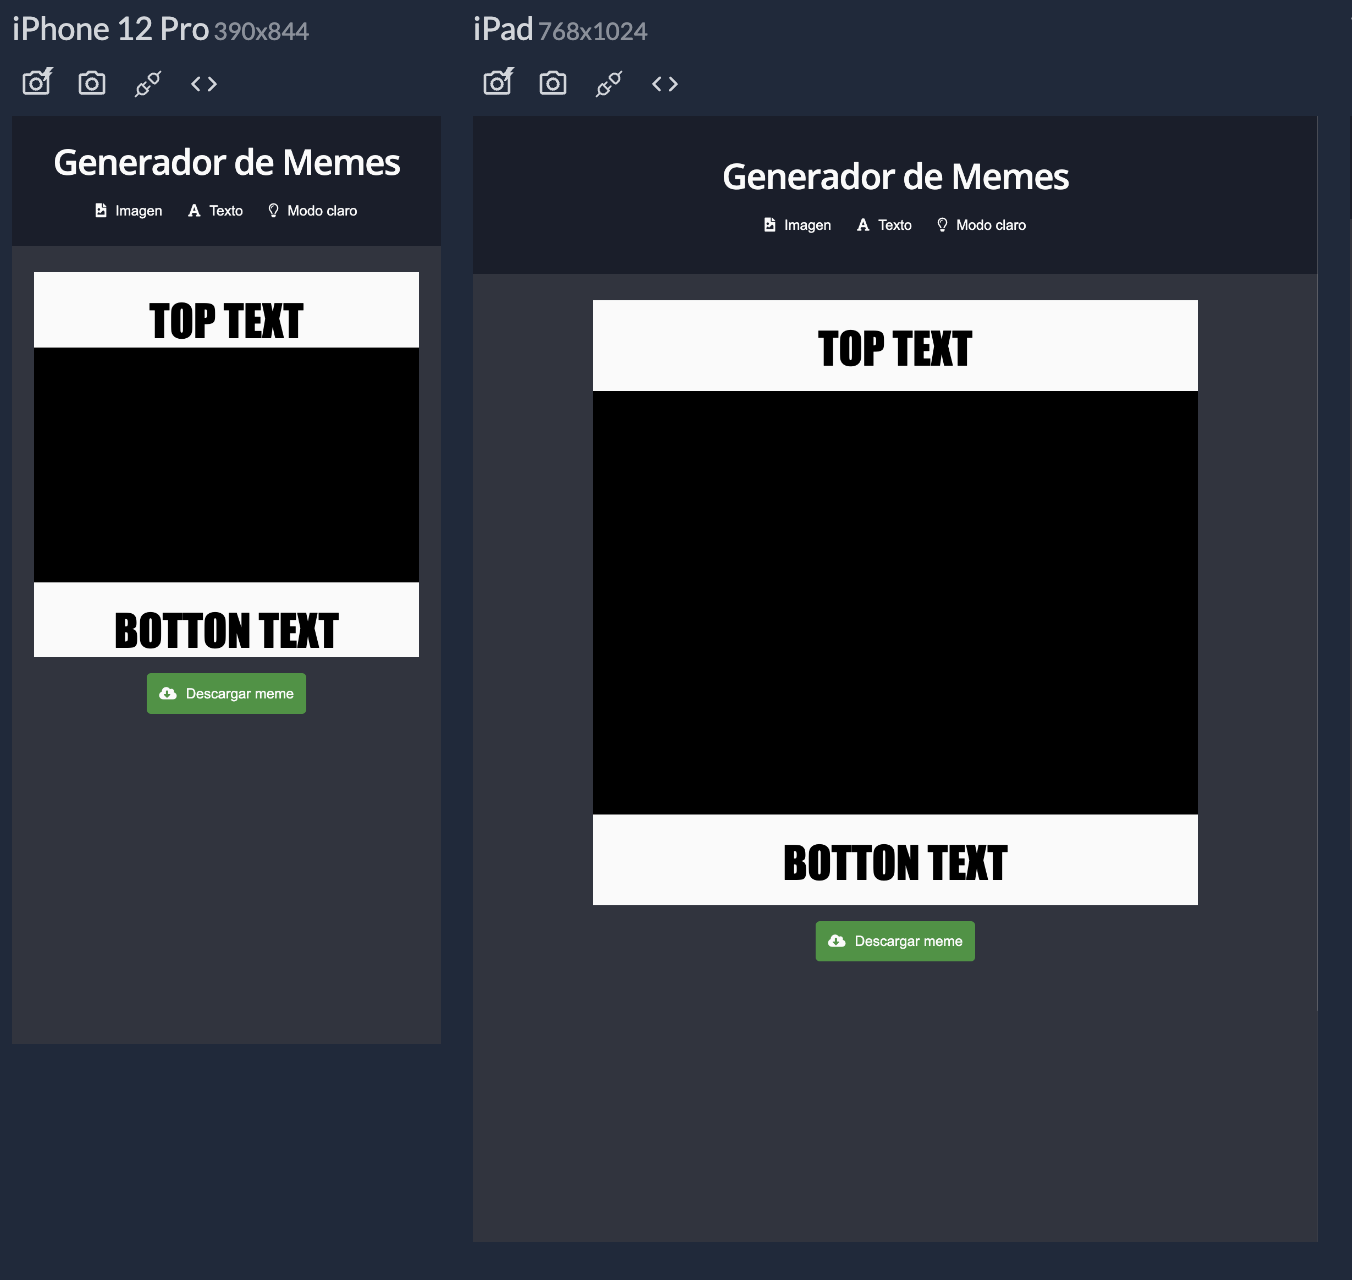 iPhone 12 Pro 390x844
Generador de Memes
Imagen Texto Modo claro
TOP TEXT
BOTTON TEXT
Descargar meme
iPad 768x1024
Generador de Memes
Imagen Texto Modo claro
TOP TEXT
BOTTON TEXT
Descargar meme